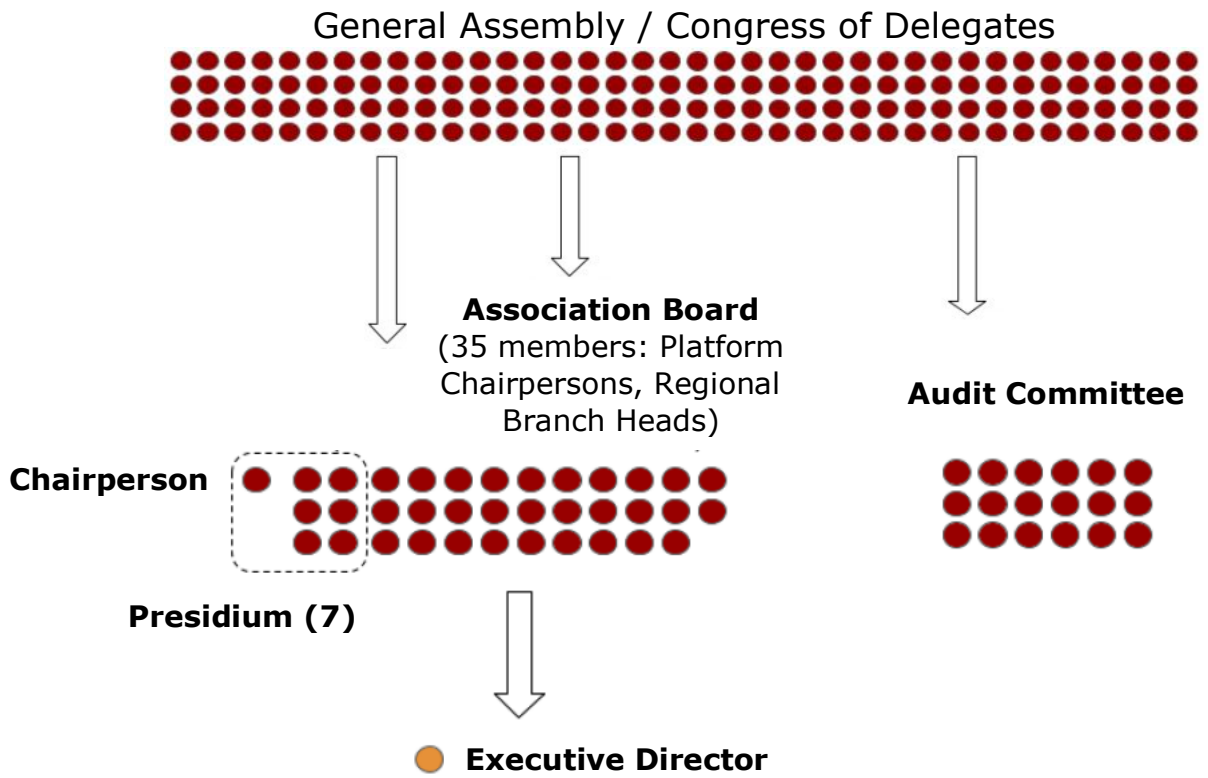 General Assembly / Congress of Delegates
Association Board
(35 members: Platform
Chairpersons, Regional
Branch Heads)
Audit Committee
Chairperson
Presidium (7)
Executive Director